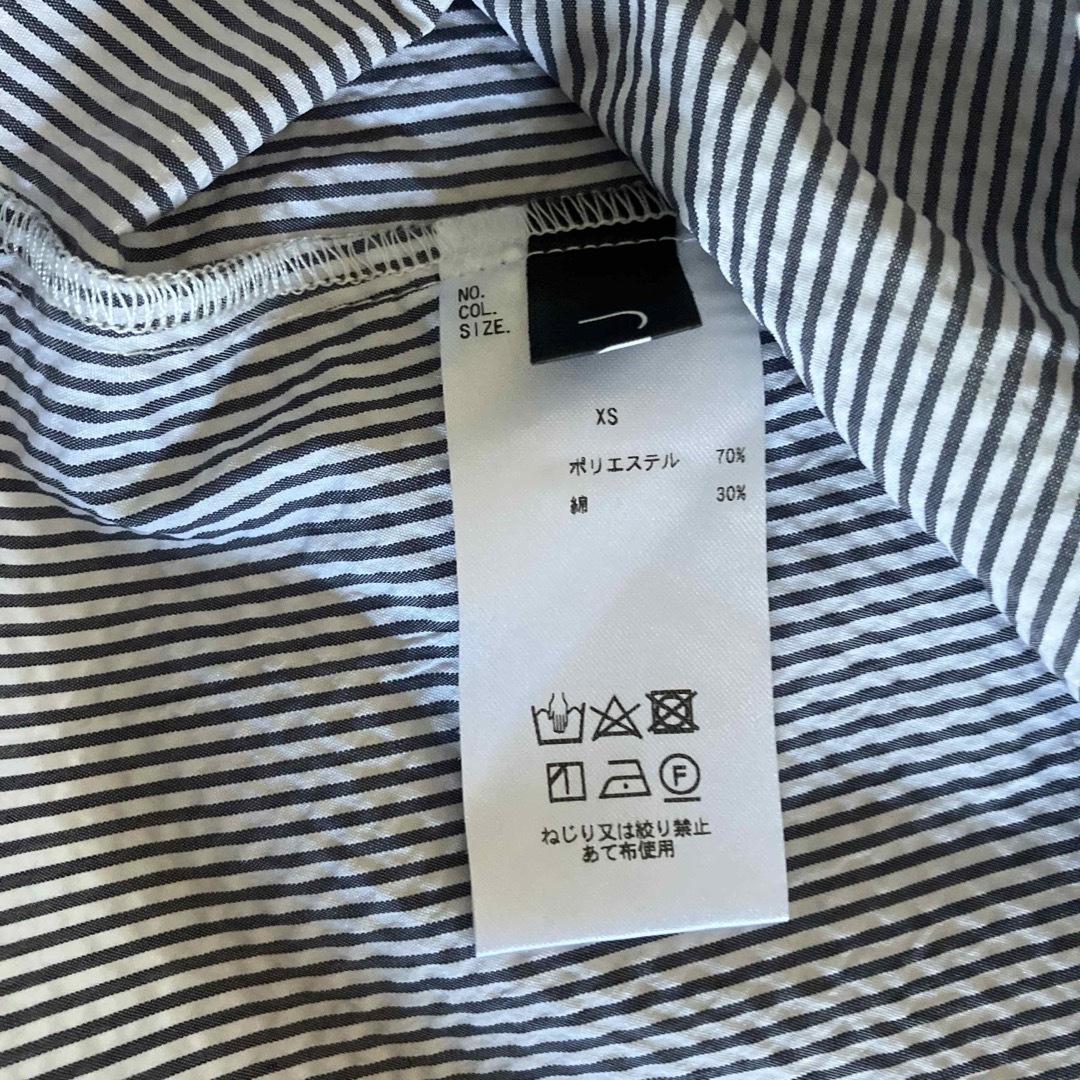 NO.
COL.
SIZE.
XS
ポリエステル 70%
綿 30%
F
ねじり又は絞り禁止
あて布使用